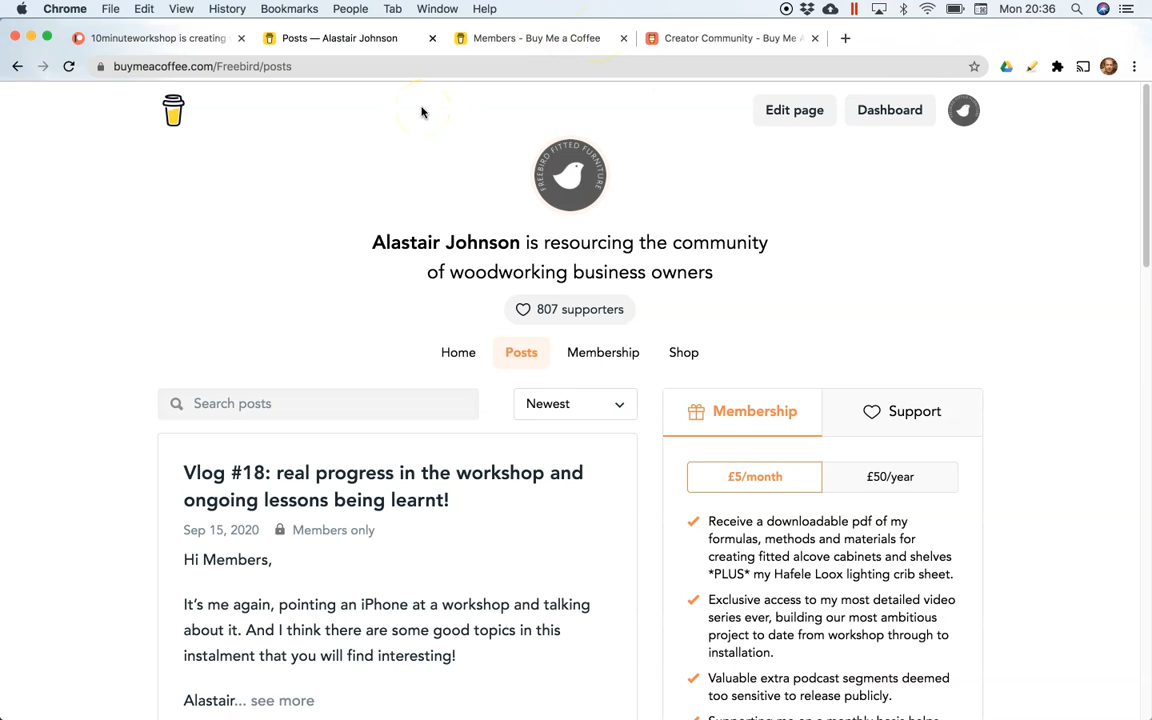 Chrome File Edit View History Bookmarks People Tab Window Help Mon 20:36
10minuteworkshop is creating
Posts — Alastair Johnson
Members - Buy Me a Coffee
Creator Community - Buy Me A
buymeacoffee.com/Freebird/posts
Edit page
Dashboard
FREEBIRD FITTED FURNITURE
Alastair Johnson is resourcing the community
of woodworking business owners
807 supporters
Home Posts Membership Shop
Search posts
Newest
Membership
Support
Vlog #18: real progress in the workshop and
ongoing lessons being learnt!
Sep 15, 2020 Members only
Hi Members,
It's me again, pointing an iPhone at a workshop and talking
about it. And I think there are some good topics in this
instalment that you will find interesting!
Alastair... see more
£5/month
£50/year
Receive a downloadable pdf of my
formulas, methods and materials for
creating fitted alcove cabinets and shelves
*PLUS* my Hafele Loox lighting crib sheet.
Exclusive access to my most detailed video
series ever, building our most ambitious
project to date from workshop through to
installation.
Valuable extra podcast segments deemed
too sensitive to release publicly.